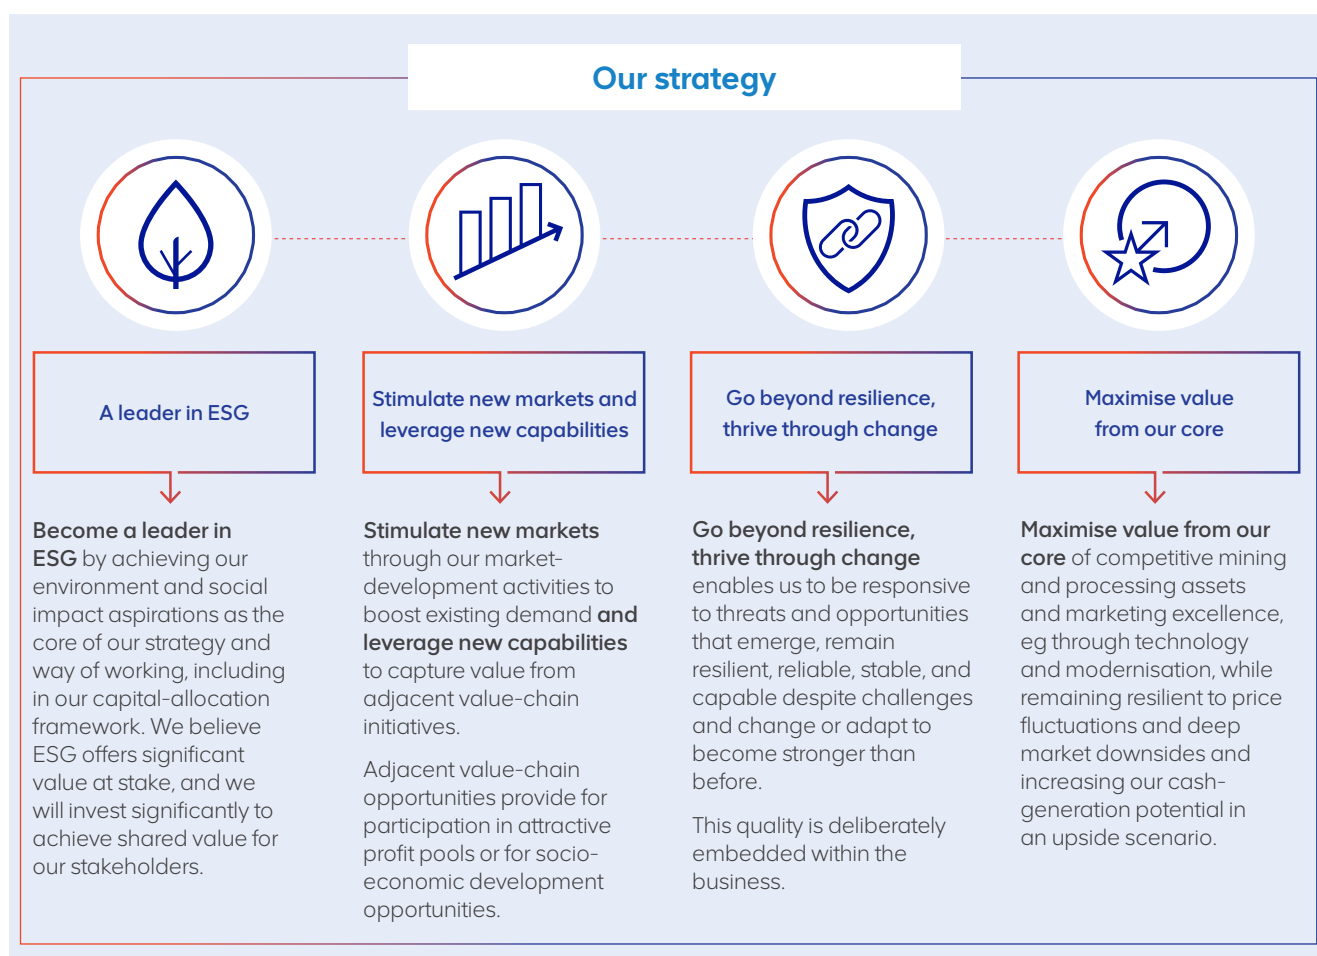 Our strategy
A leader in ESG
Become a leader in
ESG by achieving our
environment and social
impact aspirations as the
core of our strategy and
way of working, including
in our capital-allocation
framework. We believe
ESG offers significant
value at stake, and we
will invest significantly to
achieve shared value for
our stakeholders.
Stimulate new markets and
leverage new capabilities
Stimulate new markets
through our market-
development activities to
boost existing demand and
leverage new capabilities
to capture value from
adjacent value-chain
initiatives.
Adjacent value-chain
opportunities provide for
participation in attractive
profit pools or for socio-
economic development
opportunities.
Go beyond resilience,
thrive through change
Go beyond resilience,
thrive through change
enables us to be responsive
to threats and opportunities
that emerge, remain
resilient, reliable, stable, and
capable despite challenges
and change or adapt to
become stronger than
before.
This quality is deliberately
embedded within the
business.
Maximise value
from our core
Maximise value from our
core of competitive mining
and processing assets
and marketing excellence,
eg through technology
and modernisation, while
remaining resilient to price
fluctuations and deep
market downsides and
increasing our cash-
generation potential in
an upside scenario.